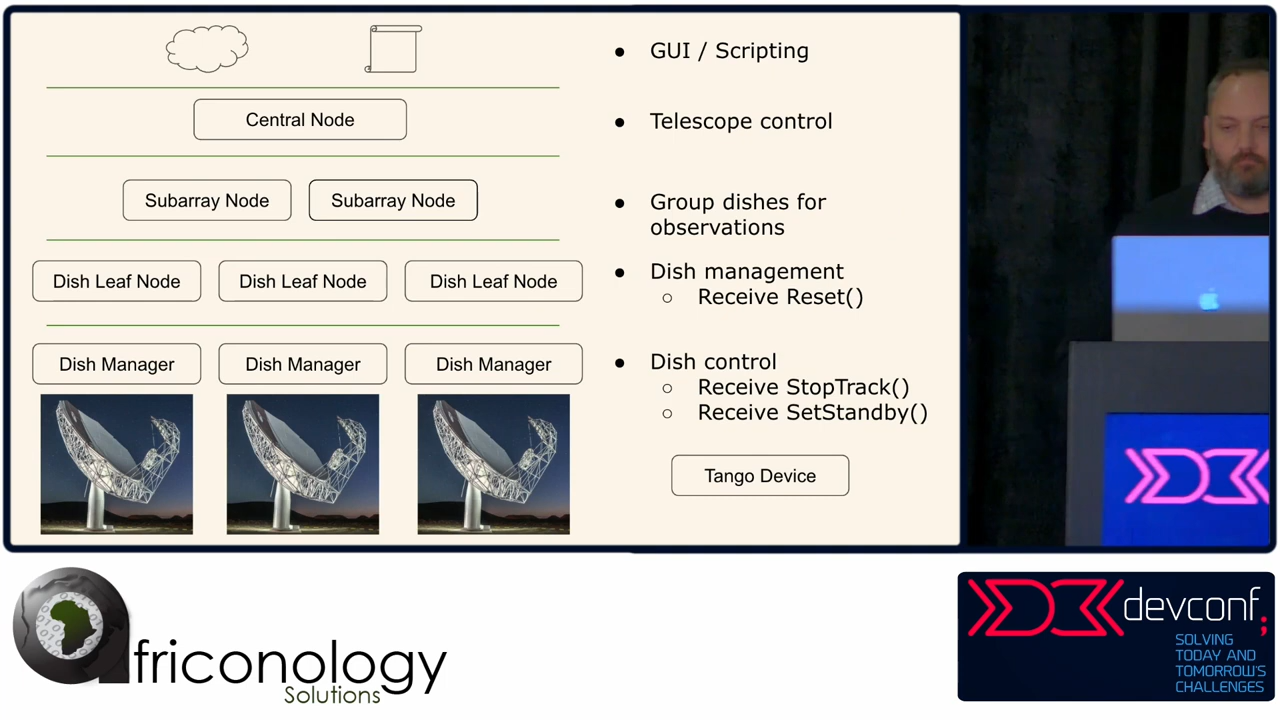 GUI / Scripting
Central Node
Telescope control
Subarray Node
Subarray Node
Group dishes for
observations
Dish Leaf Node
Dish Leaf Node
Dish Leaf Node
Dish management
Receive Reset()
Dish Manager
Dish Manager
Dish Manager
Dish control
Receive StopTrack()
Receive SetStandby()
Tango Device
africonology
Solutions
devconf;
SOLVING
TODAY AND
TOMORROW'S
CHALLENGES